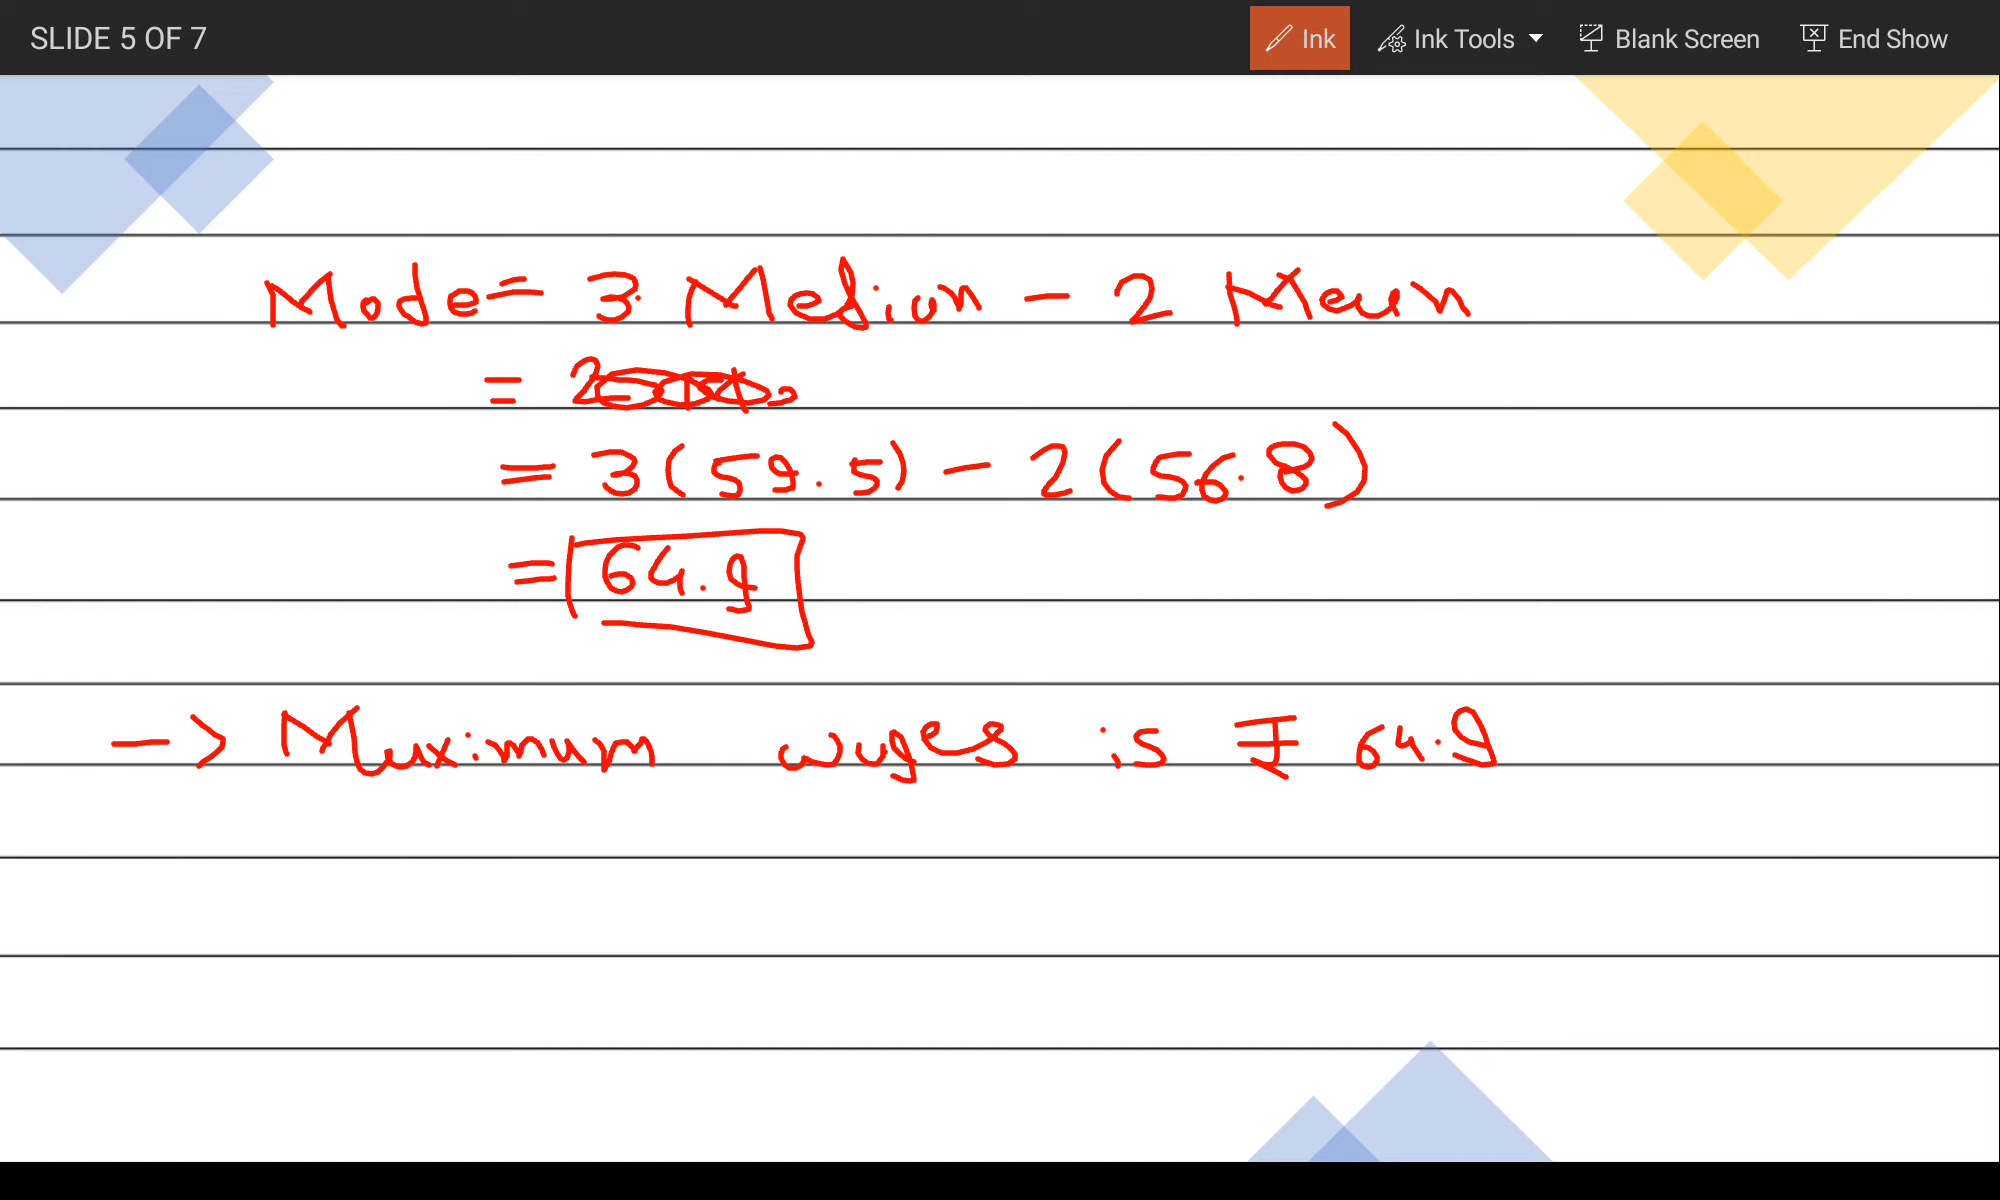 SLIDE 5 OF 7 Ink Ink Tools Blank Screen End Show
Mode = 3 Median - 2 Mean
= 2
= 3(59.5) - 2(56.8)
= 64.9
-> Maximum wages is ₹ 64.9